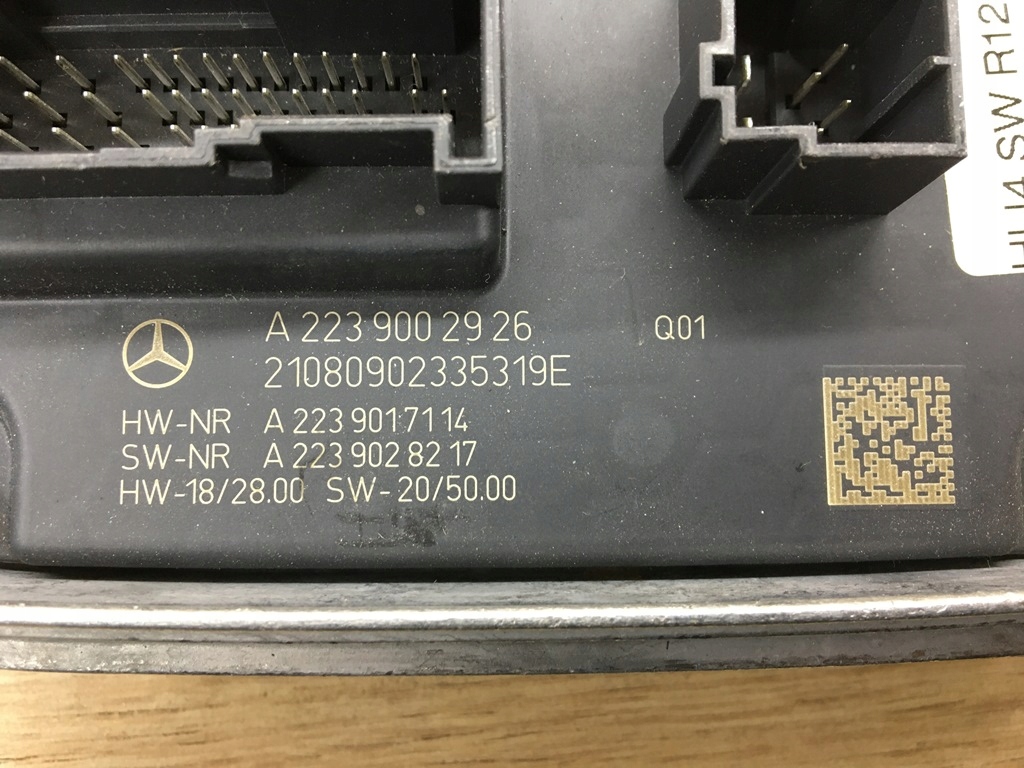 A 223 900 29 26
Q01
21080902335319E
HW-NR A 223 901 71 14
SW-NR A 223 902 82 17
HW-18/28.00 SW-20/50.00
SW R12